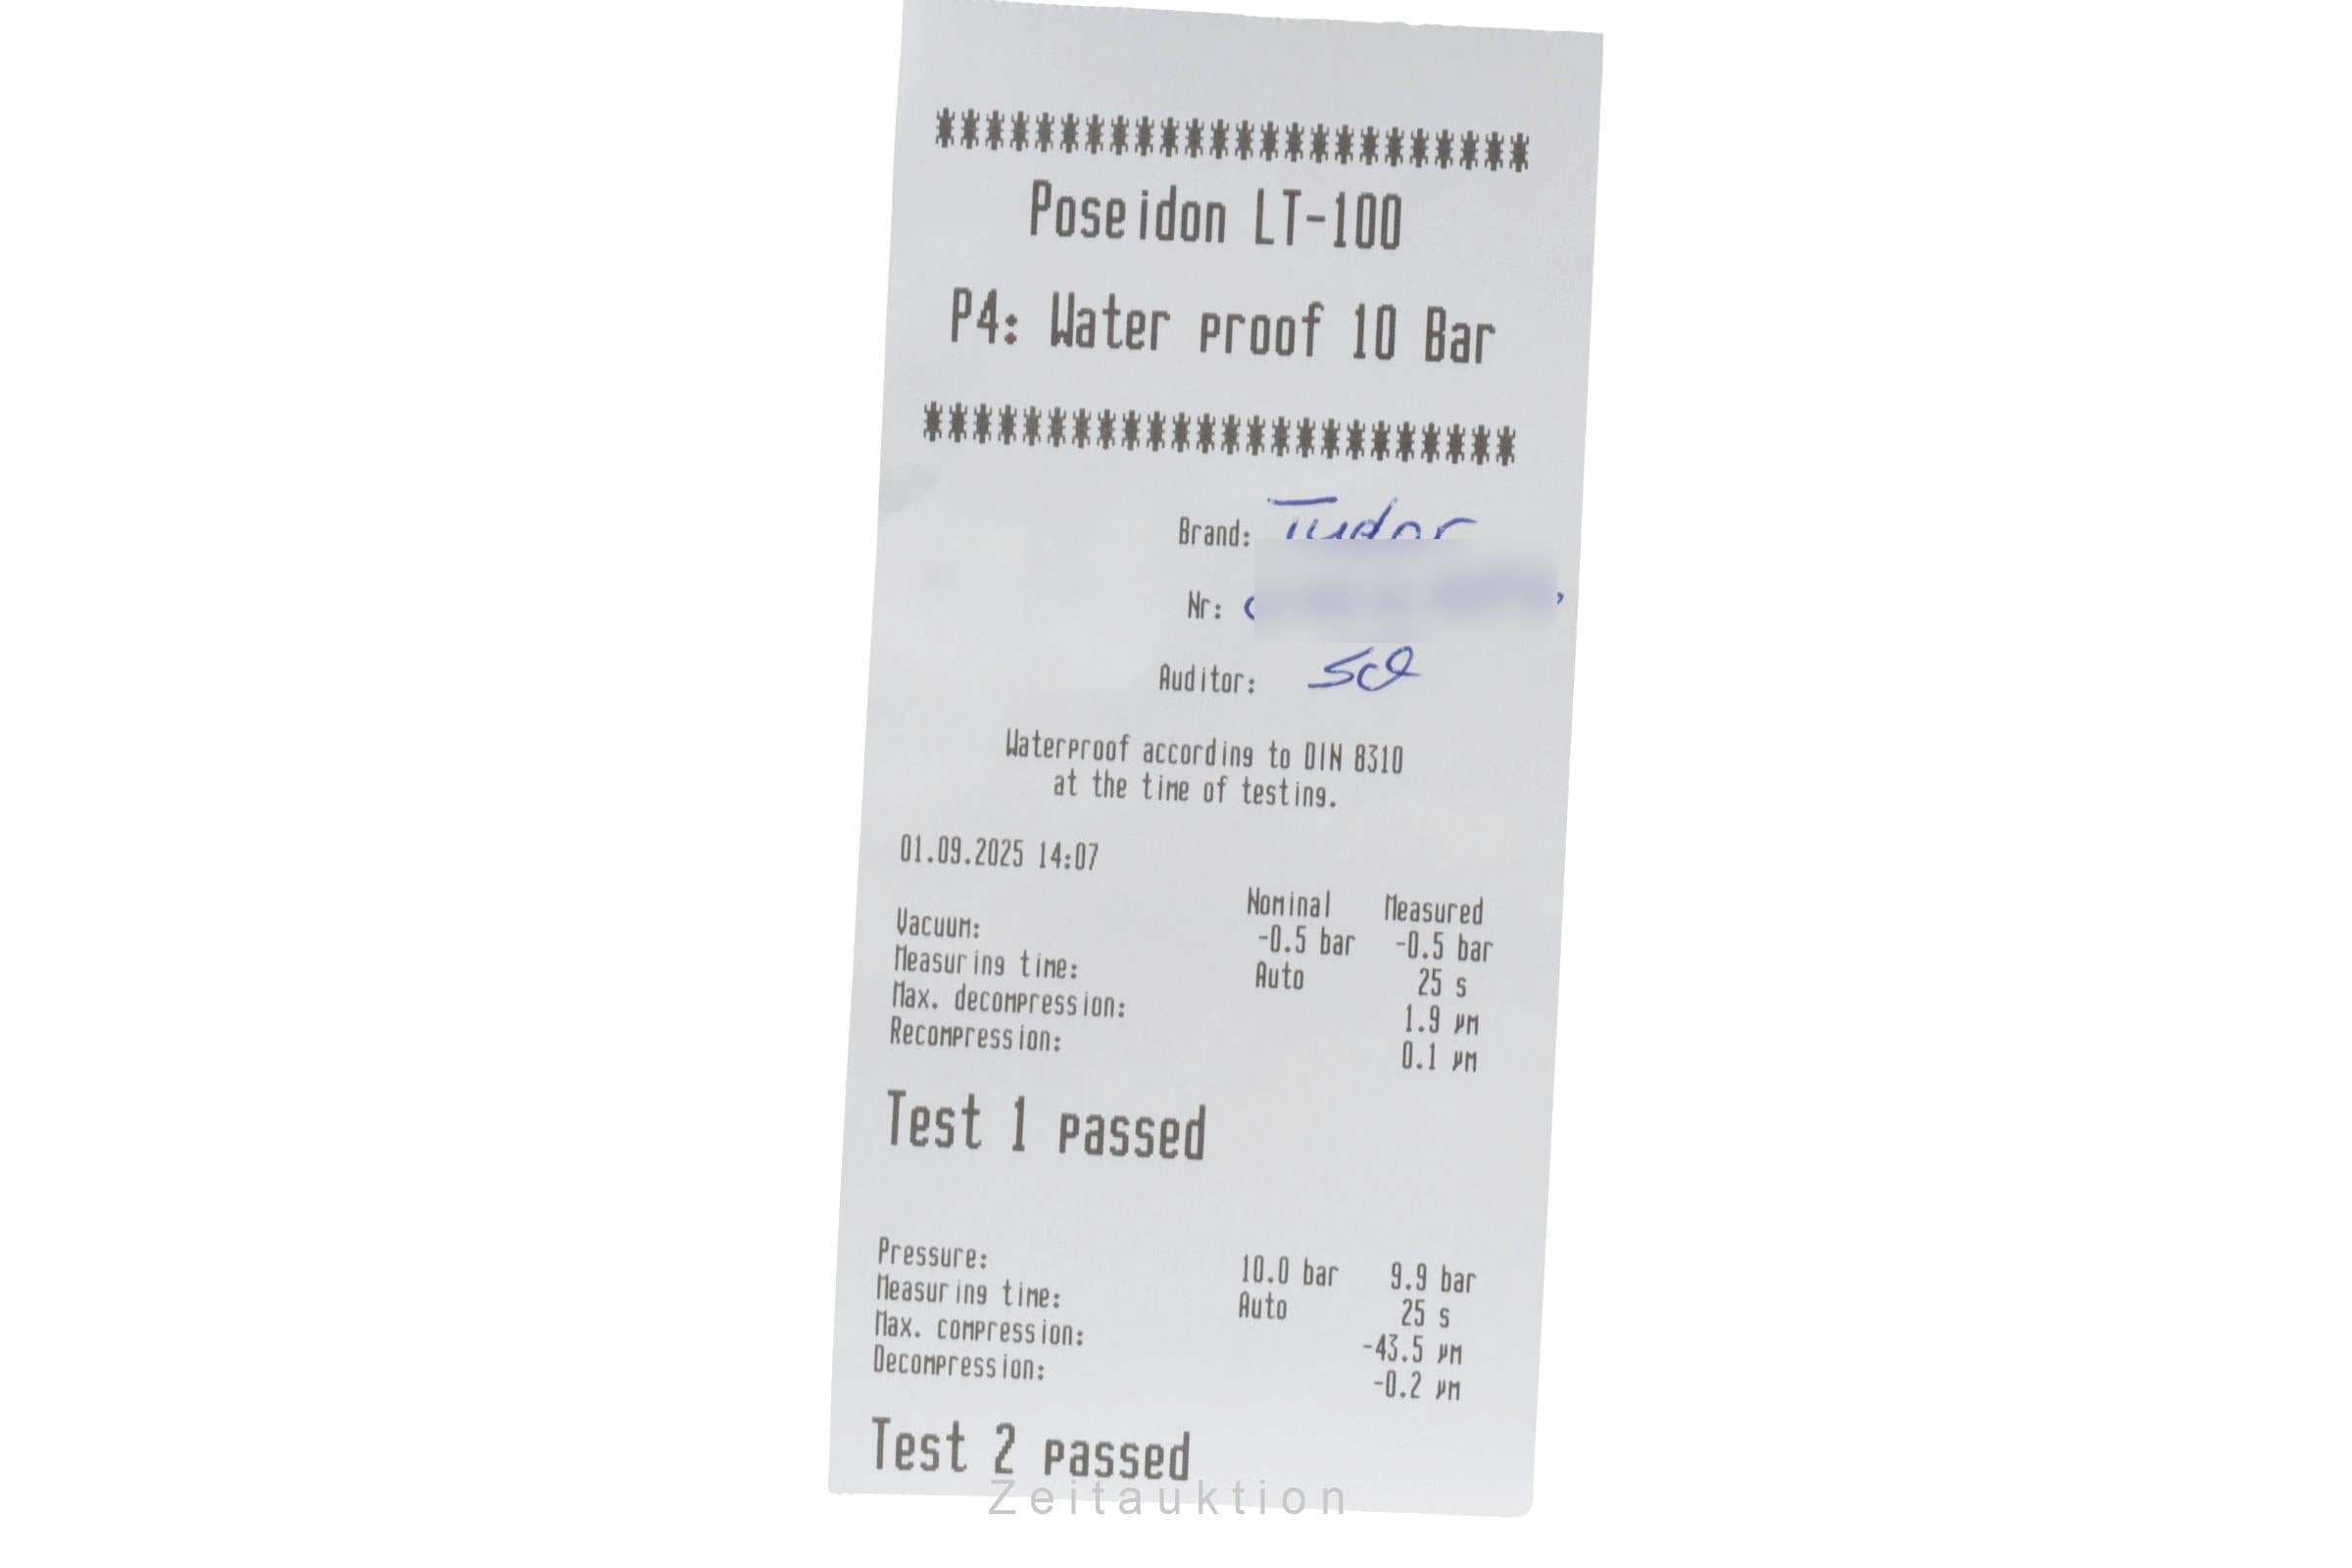 ************************
Poseidon LT-100
P4: Water proof 10 Bar
************************
Brand: Tudor
Nr:
Auditor:
Waterproof according to DIN 8310
at the time of testing.
01.09.2025 14:07
Nominal Measured
Vacuum: -0.5 bar -0.5 bar
Measuring time: Auto 25 s
Max. decompression: 1.9 µm
Recompression: 0.1 µm
Test 1 passed
Pressure: 10.0 bar 9.9 bar
Measuring time: Auto 25 s
Max. compression: -43.5 µm
Decompression: -0.2 µm
Test 2 passed
Zeitauktion